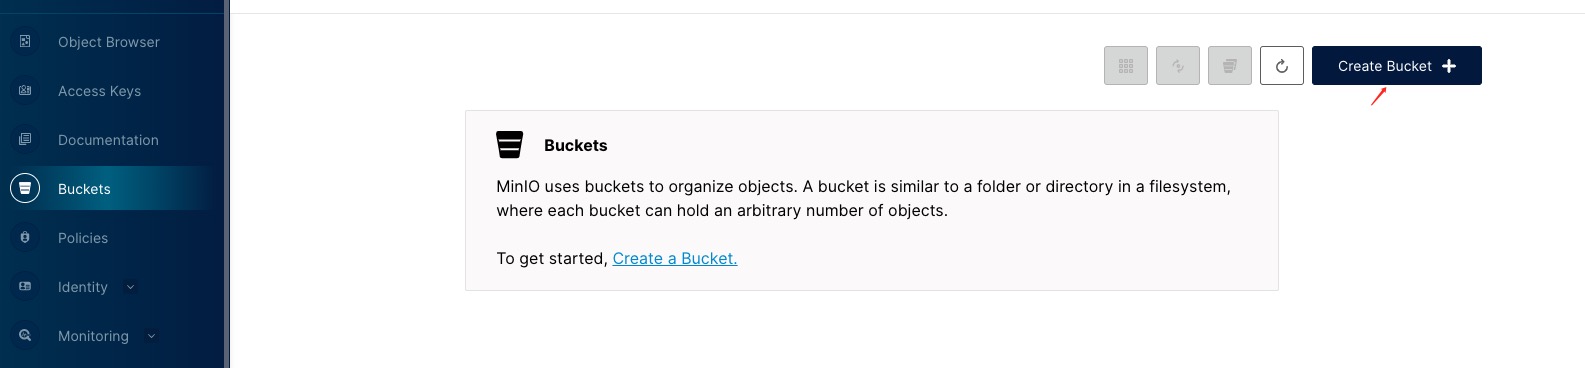 Object Browser
Access Keys
Documentation
Buckets
Policies
Identity
Monitoring
Create Bucket
Buckets
MinIO uses buckets to organize objects. A bucket is similar to a folder or directory in a filesystem,
where each bucket can hold an arbitrary number of objects.
To get started, Create a Bucket.